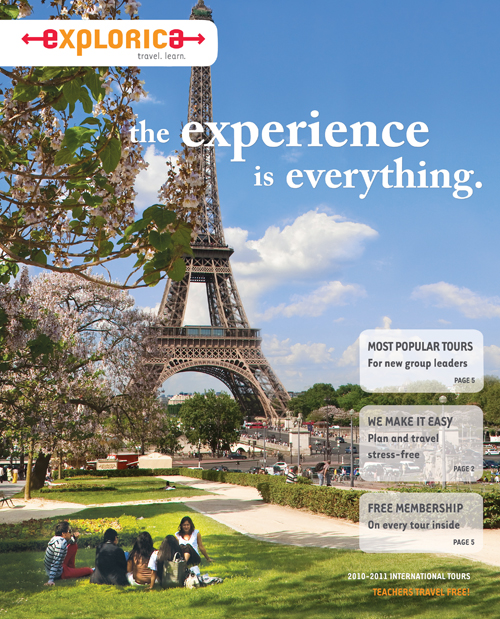 explorica
travel. learn.
the experience
is everything.
MOST POPULAR TOURS
For new group leaders
PAGE 5
WE MAKE IT EASY
Plan and travel
stress-free
PAGE 2
FREE MEMBERSHIP
On every tour inside
PAGE 5
2010-2011 INTERNATIONAL TOURS
TEACHERS TRAVEL FREE!